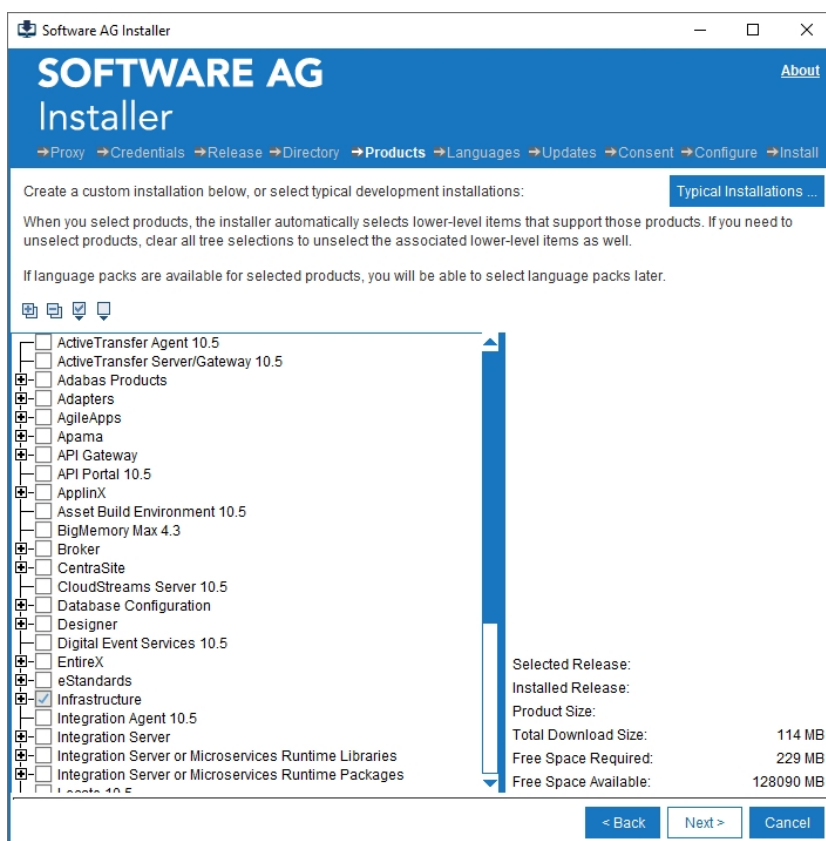 Software AG Installer
SOFTWARE AG
Installer
About
Proxy Credentials Release Directory Products Languages Updates Consent Configure Install
Create a custom installation below, or select typical development installations:
Typical Installations ...
When you select products, the installer automatically selects lower-level items that support those products. If you need to
unselect products, clear all tree selections to unselect the associated lower-level items as well.
If language packs are available for selected products, you will be able to select language packs later.
ActiveTransfer Agent 10.5
ActiveTransfer Server/Gateway 10.5
Adabas Products
Adapters
AgileApps
Apama
API Gateway
API Portal 10.5
ApplinX
Asset Build Environment 10.5
BigMemory Max 4.3
Broker
CentraSite
CloudStreams Server 10.5
Database Configuration
Designer
Digital Event Services 10.5
EntireX
eStandards
Infrastructure
Integration Agent 10.5
Integration Server
Integration Server or Microservices Runtime Libraries
Integration Server or Microservices Runtime Packages
Selected Release:
Installed Release:
Product Size:
Total Download Size: 114 MB
Free Space Required: 229 MB
Free Space Available: 128090 MB
< Back
Next >
Cancel